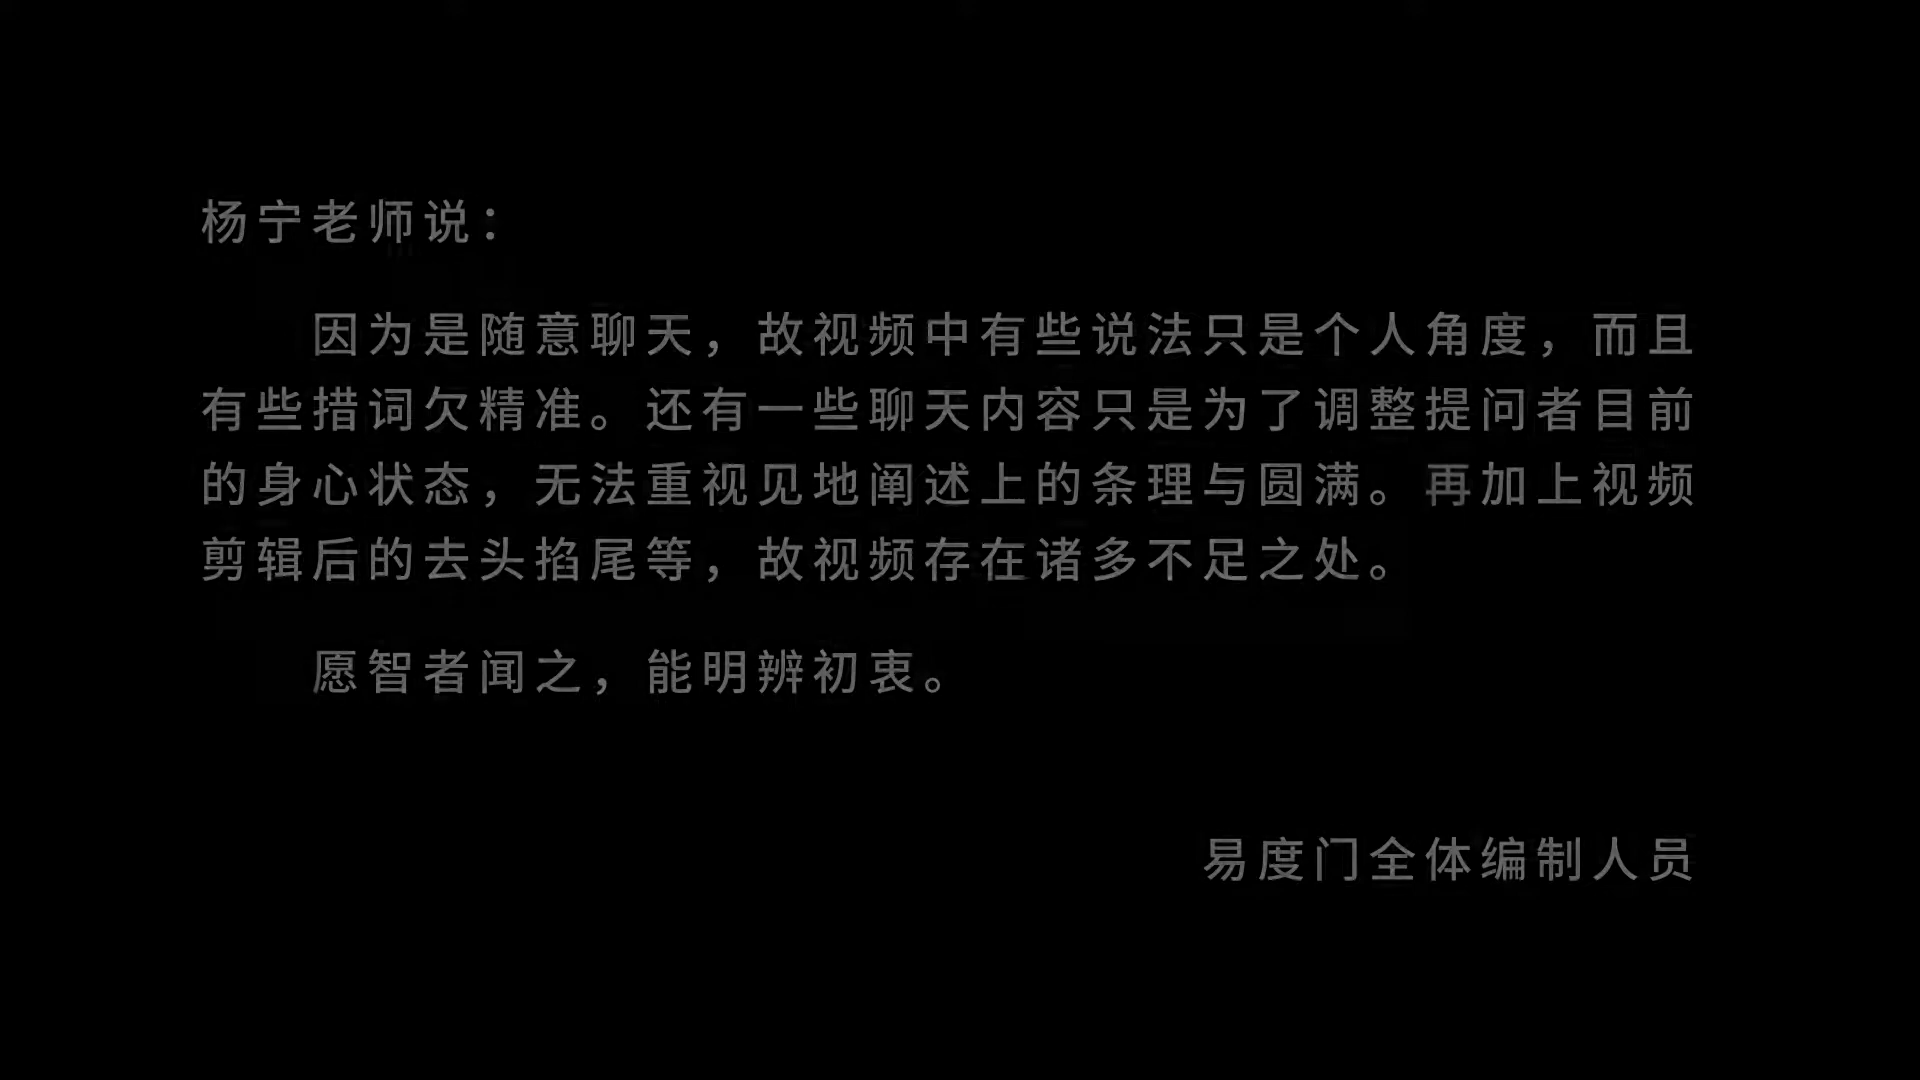 杨宁老师说：
因为是随意聊天，故视频中有些说法只是个人角度，而且
有些措词欠精准。还有一些聊天内容只是为了调整提问者目前
的身心状态，无法重视见地阐述上的条理与圆满。再加上视频
剪辑后的去头掐尾等，故视频存在诸多不足之处。
愿智者闻之，能明辨初衷。
易度门全体编制人员